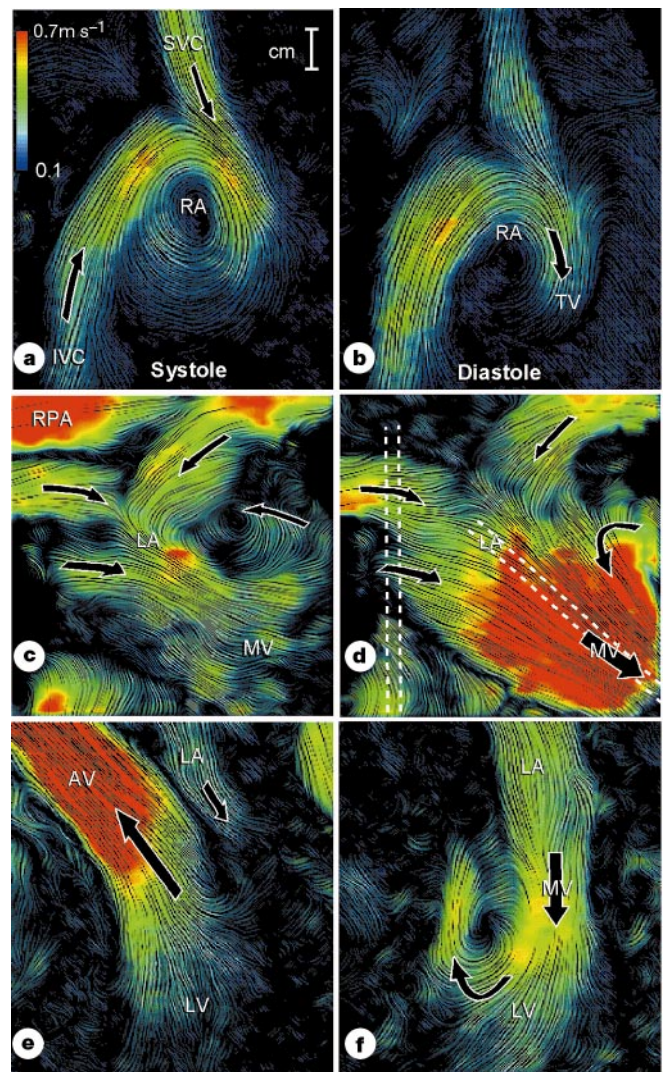 0.7m s⁻¹
SVC
cm
0.1
RA
IVC
a
Systole
RA
TV
b
Diastole
RPA
LA
MV
c
LA
MV
d
AV
LA
LV
e
LA
MV
LV
f